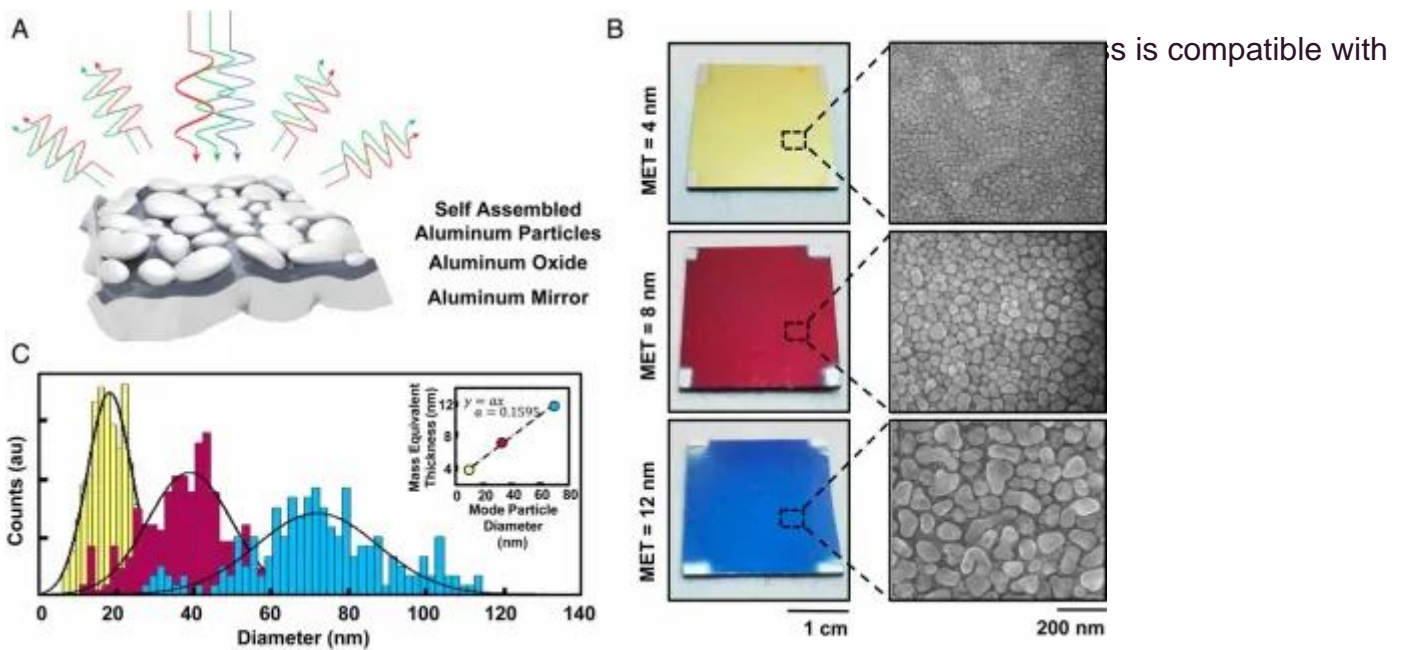 A
B
ss is compatible with
Self Assembled
Aluminum Particles
Aluminum Oxide
Aluminum Mirror
MET = 4 nm
MET = 8 nm
MET = 12 nm
1 cm
200 nm
C
Counts (au)
0 20 40 60 80 100 120 140
Diameter (nm)
Mass Equivalent
Thickness (nm)
12
8
4
y = ax
a = 0.1595
0 20 40 60 80
Mode Particle
Diameter
(nm)